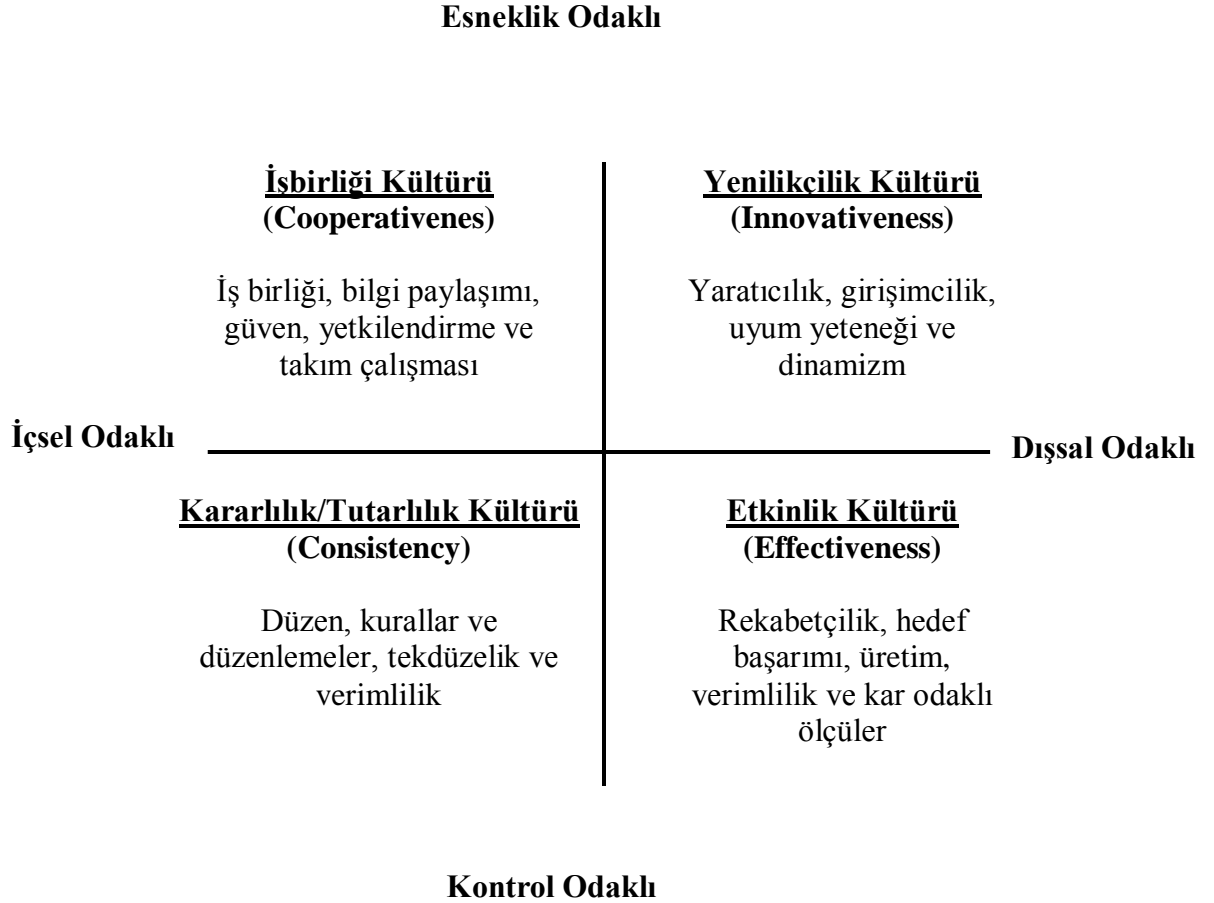 Esneklik Odaklı
İşbirliği Kültürü
(Cooperativenes)
İş birliği, bilgi paylaşımı,
güven, yetkilendirme ve
takım çalışması
Yenilikçilik Kültürü
(Innovativeness)
Yaratıcılık, girişimcilik,
uyum yeteneği ve
dinamizm
İçsel Odaklı
Dışsal Odaklı
Kararlılık/Tutarlılık Kültürü
(Consistency)
Düzen, kurallar ve
düzenlemeler, tekdüzelik ve
verimlilik
Etkinlik Kültürü
(Effectiveness)
Rekabetçilik, hedef
başarımı, üretim,
verimlilik ve kar odaklı
ölçüler
Kontrol Odaklı